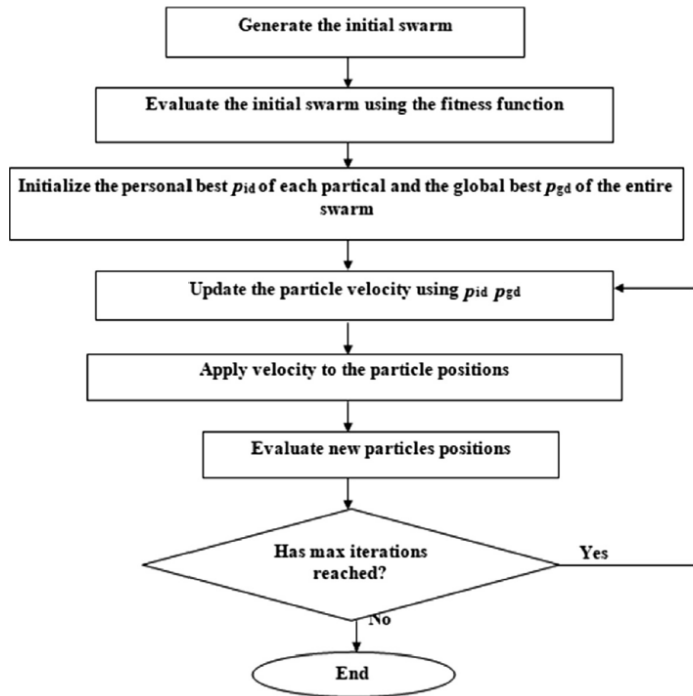 Generate the initial swarm
Evaluate the initial swarm using the fitness function
Initialize the personal best pid of each partical and the global best pgd of the entire
swarm
Update the particle velocity using pid pgd
Apply velocity to the particle positions
Evaluate new particles positions
Has max iterations
reached?
Yes
No
End